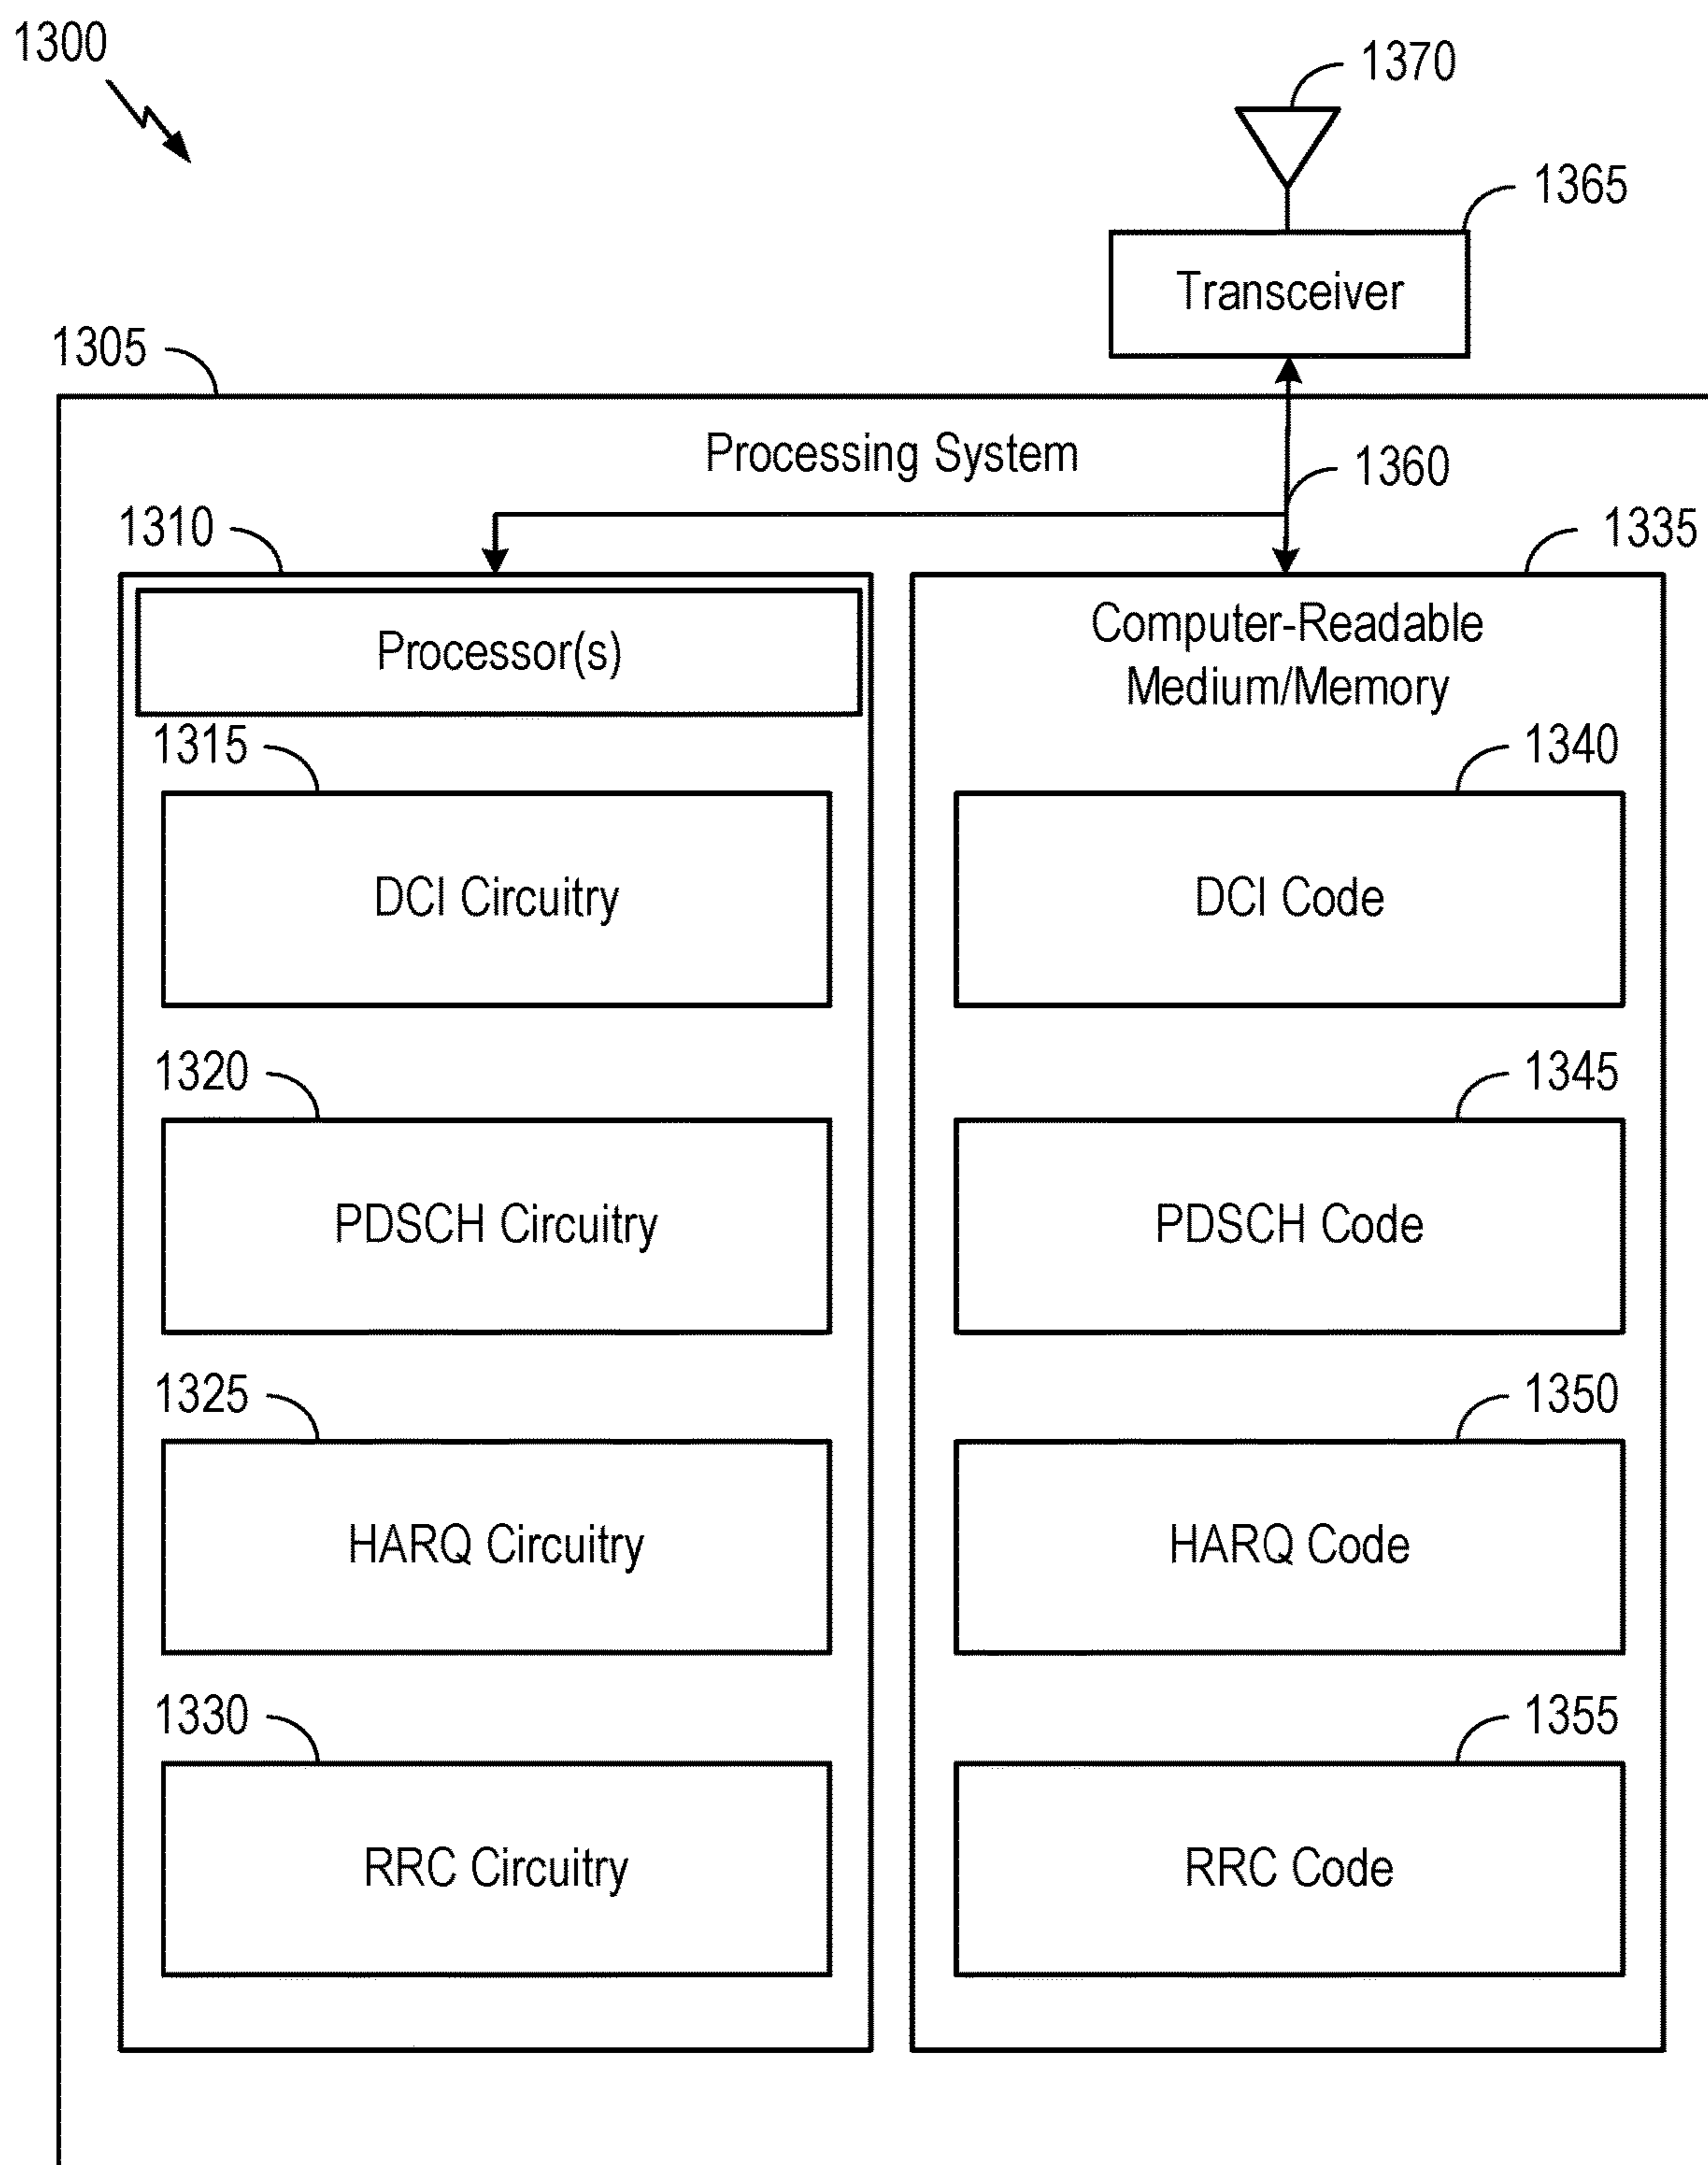 1300
1370
1365
Transceiver
1305
Processing System
1360
1310
1335
Processor(s)
Computer-Readable
Medium/Memory
1315
1340
DCI Circuitry
DCI Code
1320
1345
PDSCH Circuitry
PDSCH Code
1325
1350
HARQ Circuitry
HARQ Code
1330
1355
RRC Circuitry
RRC Code